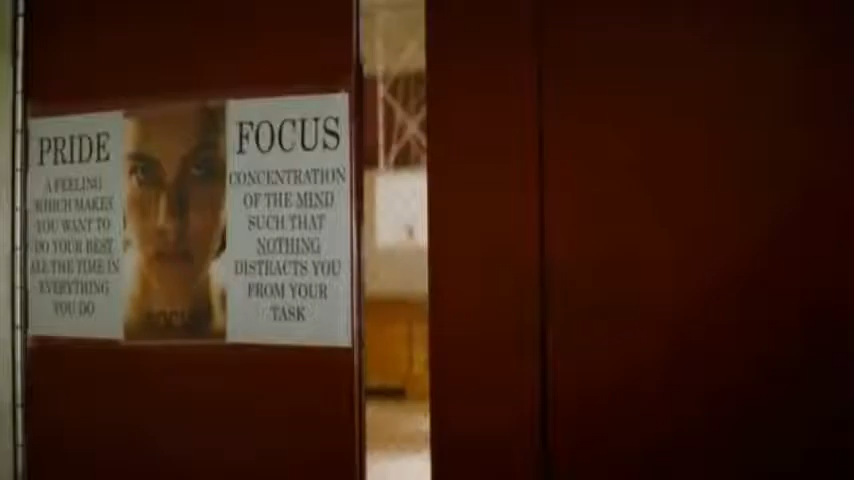 PRIDE
A FEELING
WHICH MAKES
YOU WANT TO
DO YOUR BEST
ALL THE TIME IN
EVERYTHING
YOU DO
FOCUS
FOCUS
CONCENTRATION
OF THE MIND
SUCH THAT
NOTHING
DISTRACTS YOU
FROM YOUR
TASK